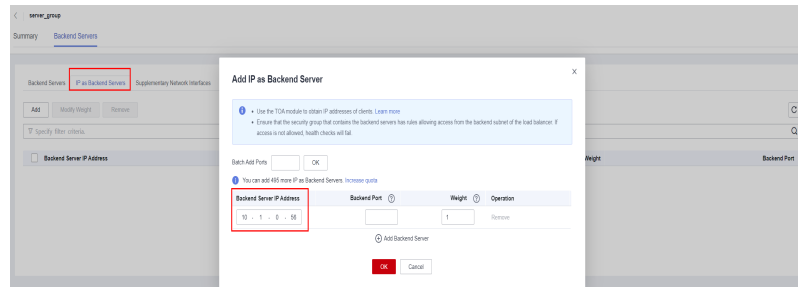 server_group
Summary Backend Servers
Backend Servers IP as Backend Servers Supplementary Network Interfaces
Add Modify Weight Remove
Specify filter criteria.
Backend Server IP Address Weight Backend Port
Add IP as Backend Server X
Use the TOA module to obtain IP addresses of clients. Learn more
Ensure that the security group that contains the backend servers has rules allowing access from the backend subnet of the load balancer. If
access is not allowed, health checks will fail.
Batch Add Ports OK
You can add 495 more IP as Backend Servers. Increase quota
Backend Server IP Address Backend Port ? Weight ? Operation
10 . 1 . 0 . 56 1 Remove
Add Backend Server
OK Cancel